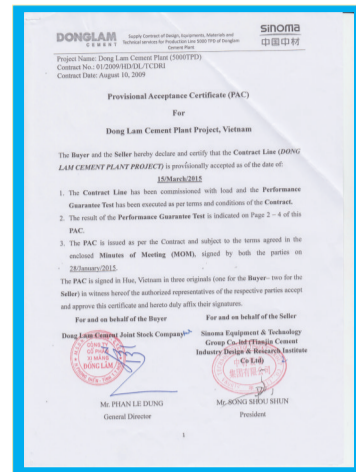 DONGLAM
CEMENT
Supply Contract of Design, Equipments, Materials and
Technical services for Production Line 5000 TPD of Donglam
Cement Plant
sinoma
中国中材
Project Name: Dong Lam Cement Plant (5000TPD)
Contract No.: 01/2009/HD/DL/TCDRI
Contract Date: August 10, 2009
Provisional Acceptance Certificate (PAC)
For
Dong Lam Cement Plant Project, Vietnam
The Buyer and the Seller hereby declare and certify that the Contract Line (DONG
LAM CEMENT PLANT PROJECT) is provisionally accepted as of the date of:
15/March/2015
1. The Contract Line has been commissioned with load and the Performance
Guarantee Test has been executed as per terms and conditions of the Contract.
2. The result of the Performance Guarantee Test is indicated on Page 2 – 4 of this
PAC.
3. The PAC is issued as per the Contract and subject to the terms agreed in the
enclosed Minutes of Meeting (MOM), signed by both the parties on
28/January/2015.
The PAC is signed in Hue, Vietnam in three originals (one for the Buyer– two for the
Seller) in witness hereof the authorized representatives of the respective parties accept
and approve this certificate and hereto duly affix their signatures.
For and on behalf of the Buyer
Dong Lam Cement Joint Stock Company
CÔNG TY
CỔ PHẦN
XI MĂNG
ĐỒNG LÂM
Mr. PHAN LE DUNG
General Director
For and on behalf of the Seller
Sinoma Equipment & Technology
Group Co. ltd (Tianjin Cement
Industry Design & Research Institute
Co Ltd)
集团有限公司
Mr. SONG SHOU SHUN
President
1